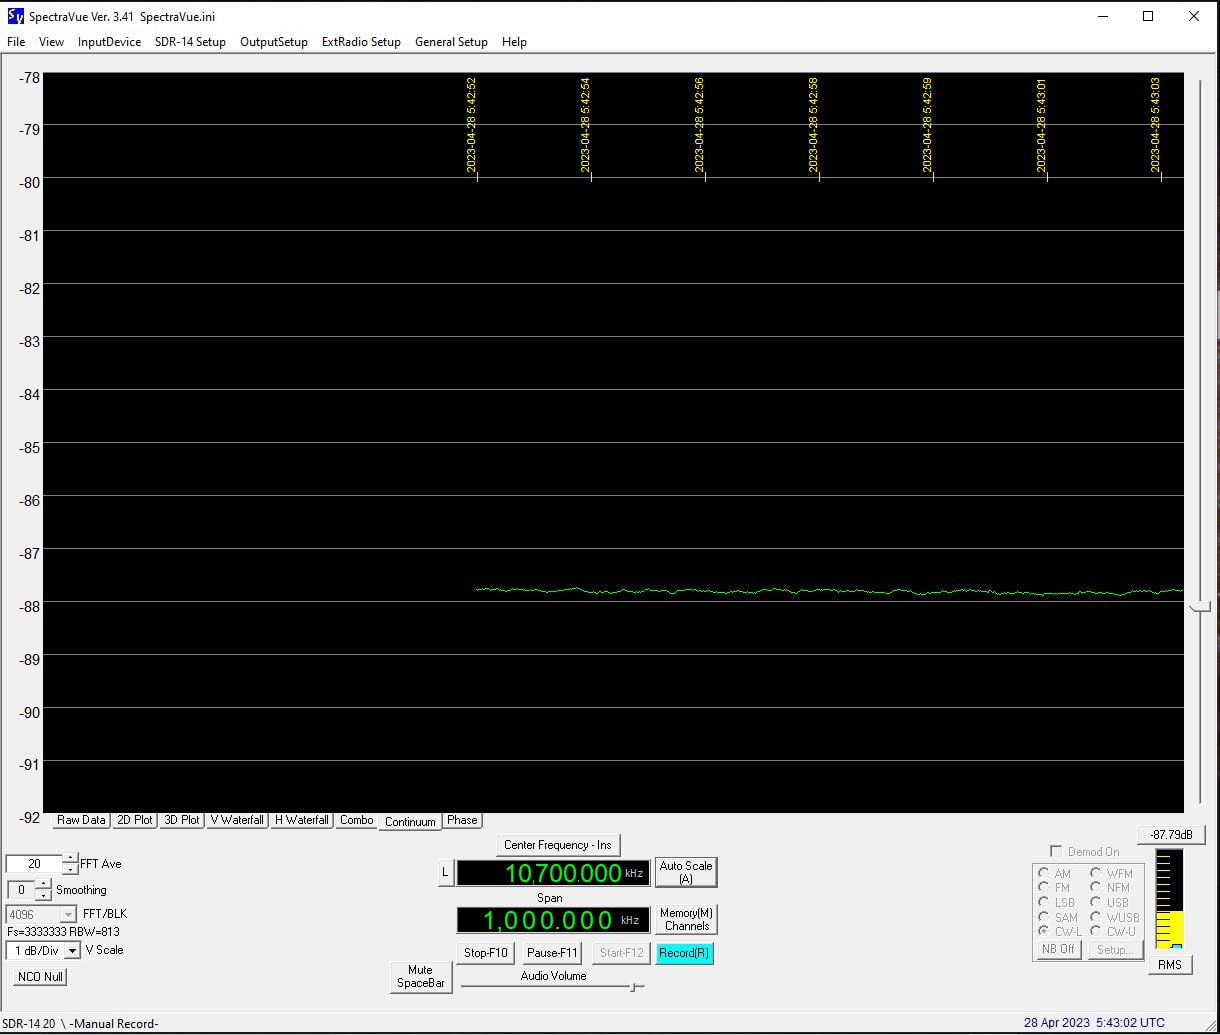 SpectraVue Ver. 3.41 SpectraVue.ini
File View InputDevice SDR-14 Setup OutputSetup ExtRadio Setup General Setup Help
-78
-79
-80
-81
-82
-83
-84
-85
-86
-87
-88
-89
-90
-91
-92
2023-04-28 5:42:52
2023-04-28 5:42:54
2023-04-28 5:42:56
2023-04-28 5:42:58
2023-04-28 5:42:59
2023-04-28 5:43:01
2023-04-28 5:43:03
Raw Data 2D Plot 3D Plot V Waterfall H Waterfall Combo Continuum Phase
20 FFT Ave
0 Smoothing
4096 FFT/BLK
Fs=3333333 RBW=813
1 dB/Div V Scale
NCO Null
Center Frequency - Ins
L 10,700.000 kHz
Auto Scale
(A)
Span
1,000.000 kHz
Memory(M)
Channels
Stop-F10 Pause-F11 Start-F12 Record(R)
Mute
SpaceBar
Audio Volume
-87.79dB
Demod On
AM WFM
FM NFM
LSB USB
SAM WUSB
CW-L CW-U
NB Off Setup...
RMS
SDR-14 20 \ -Manual Record-
28 Apr 2023 5:43:02 UTC